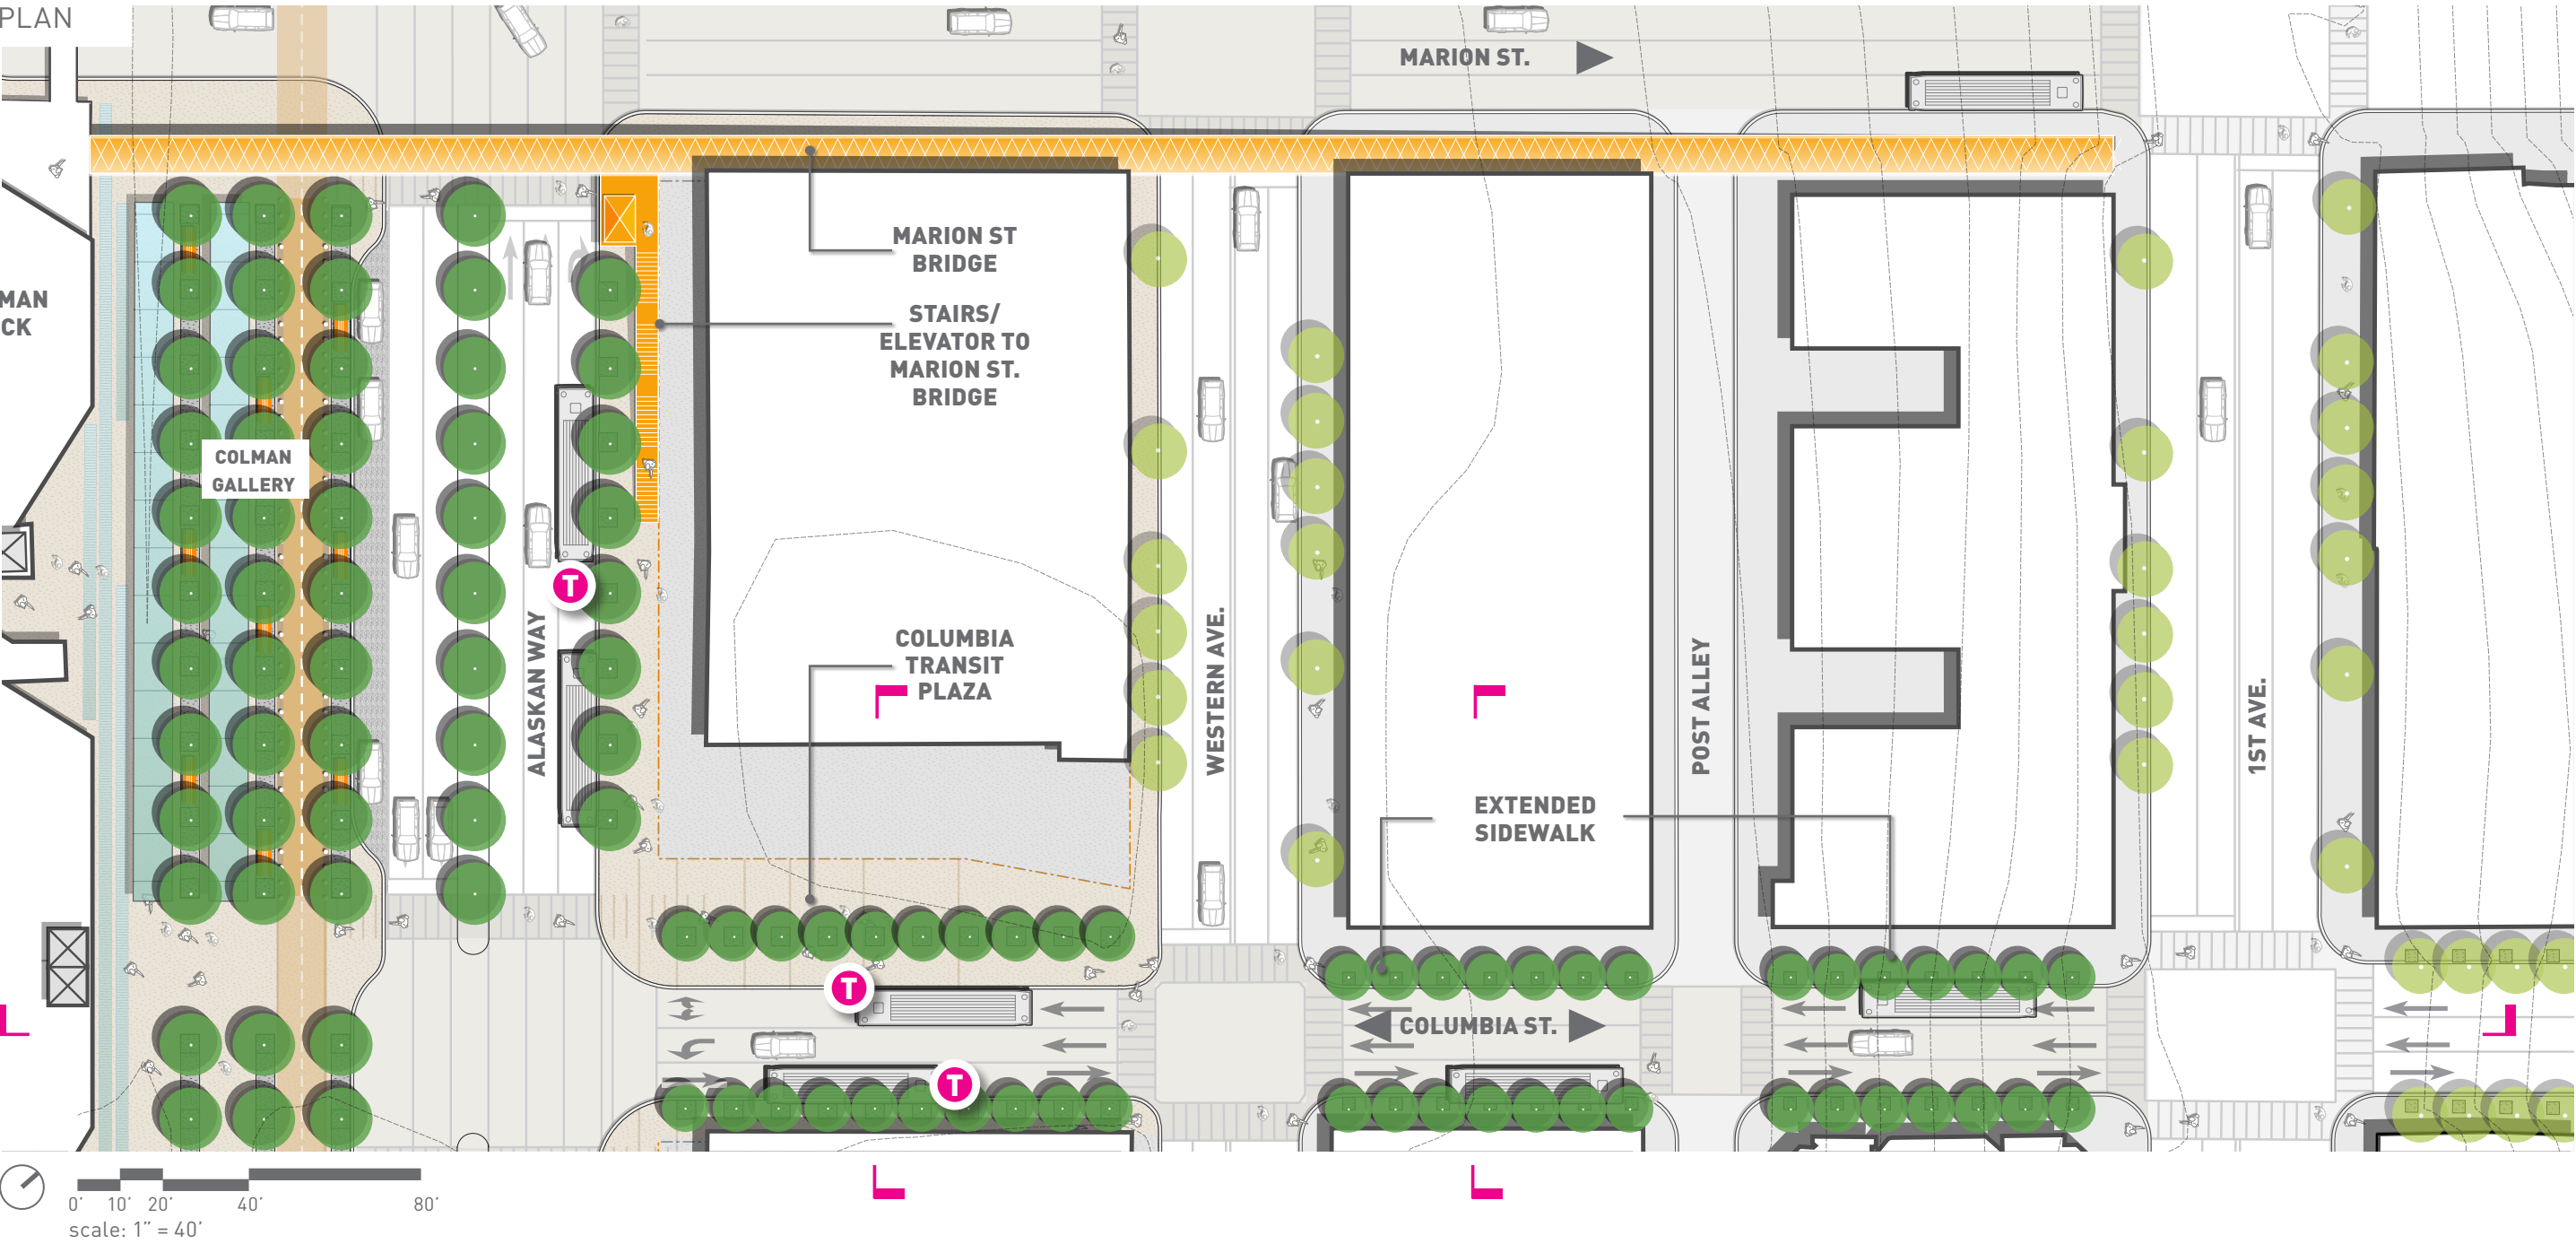 PLAN
MARION ST.
MARION ST
BRIDGE
STAIRS/
ELEVATOR TO
MARION ST.
BRIDGE
MAN
CK
COLMAN
GALLERY
T
ALASKAN WAY
COLUMBIA
TRANSIT
PLAZA
WESTERN AVE.
POST ALLEY
1ST AVE.
EXTENDED
SIDEWALK
T
COLUMBIA ST.
T
0' 10' 20' 40' 80'
scale: 1” = 40’